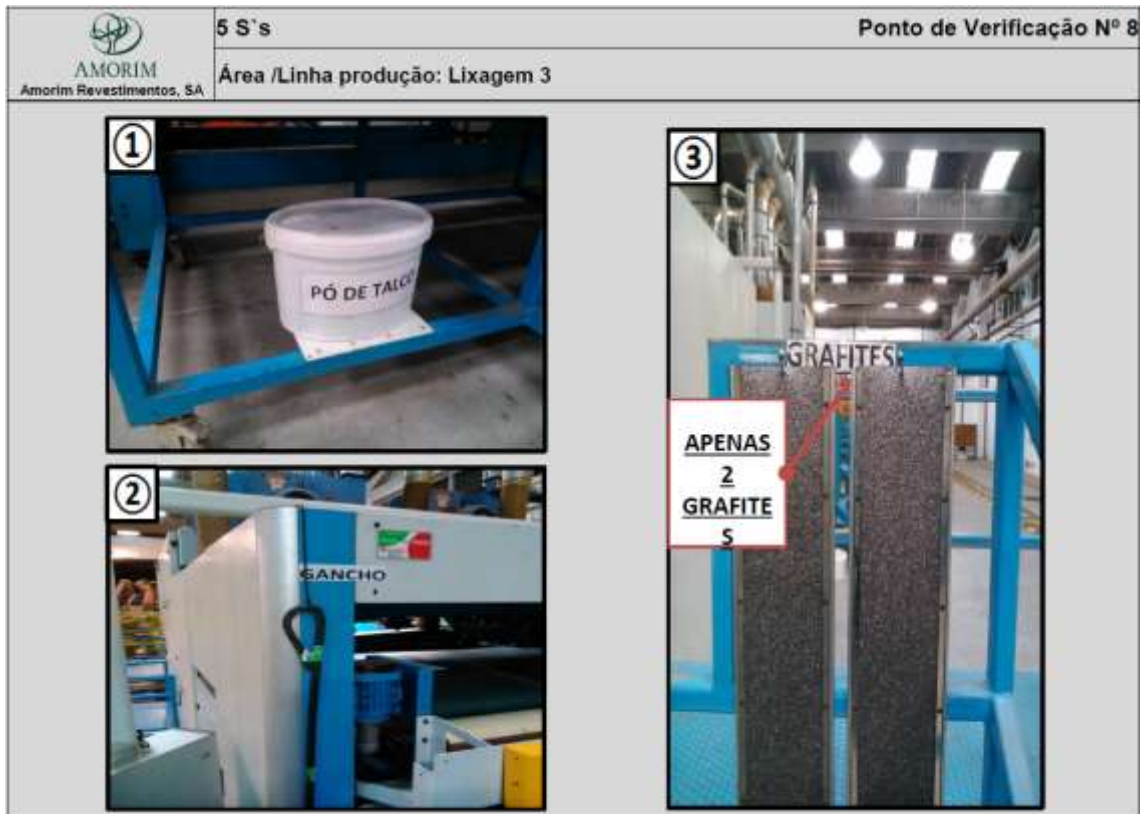 5 S`s
Ponto de Verificação Nº 8
AMORIM
Amorim Revestimentos, SA
Área /Linha produção: Lixagem 3
1
PÓ DE TALCO
2
GANCHO
3
GRAFITES
APENAS
2
GRAFITE
S